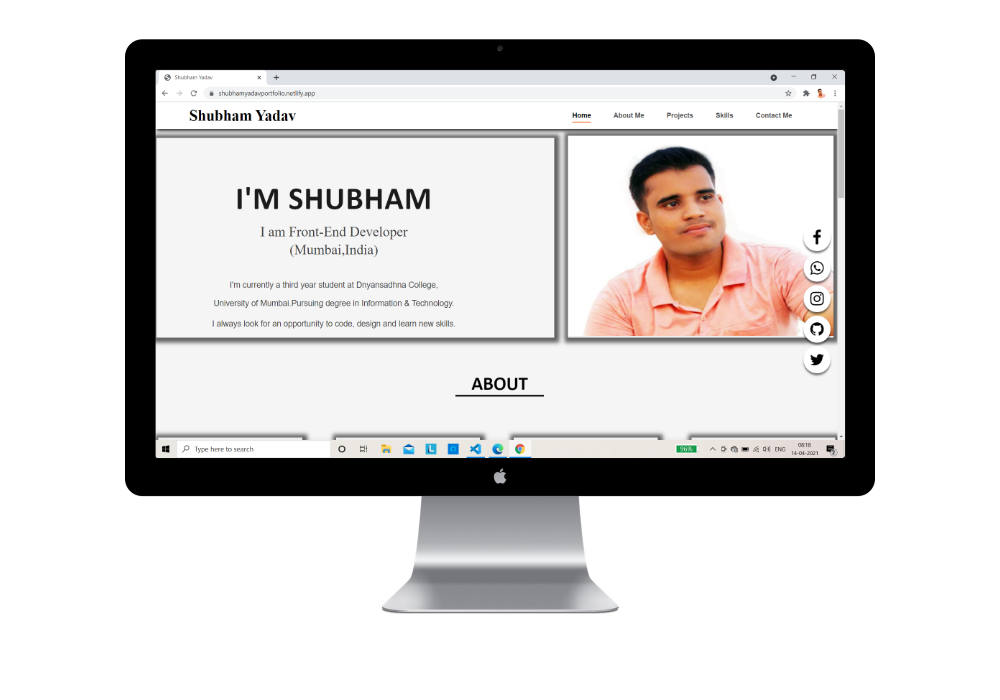 Shubham Yadav
shubhamyadavportfolio.netlify.app
Shubham Yadav
Home About Me Projects Skills Contact Me
I'M SHUBHAM
I am Front-End Developer
(Mumbai,India)
I'm currently a third year student at Dnyansadhna College,
University of Mumbai.Pursuing degree in Information & Technology.
I always look for an opportunity to code, design and learn new skills.
ABOUT
Type here to search
ENG
08:18
14-04-2021